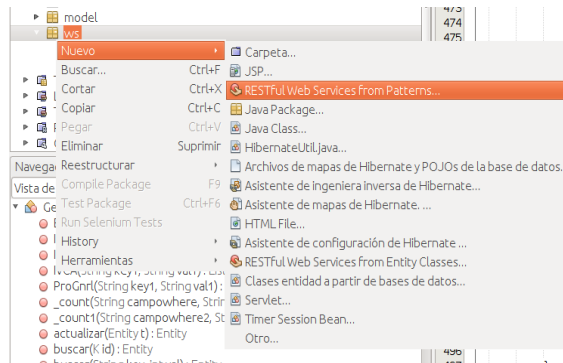 model
473
474
ws
475
Nuevo
Buscar... Ctrl+F
Cortar Ctrl+X
Copiar Ctrl+C
Pegar Ctrl+V
Eliminar Suprimir
Reestructurar
Compile Package F9
Test Package Ctrl+F6
Run Selenium Tests
History
Herramientas
Carpeta...
JSP...
RESTful Web Services from Patterns...
Java Package...
Java Class...
HibernateUtil.java...
Archivos de mapas de Hibernate y POJOs de la base de datos.
Asistente de ingeniera inversa de Hibernate...
Asistente de mapas de Hibernate. ...
HTML File...
Asistente de configuración de Hibernate ...
RESTful Web Services from Entity Classes...
Clases entidad a partir de bases de datos...
Servlet...
Timer Session Bean...
Otro...
Navega
Vista de
Ge
ProGnrl(String key1, String val1) :
_count(String campowhere, Strin
_count1(String campowhere2, St
actualizar(Entity t) : Entity
buscar(K id) : Entity
496